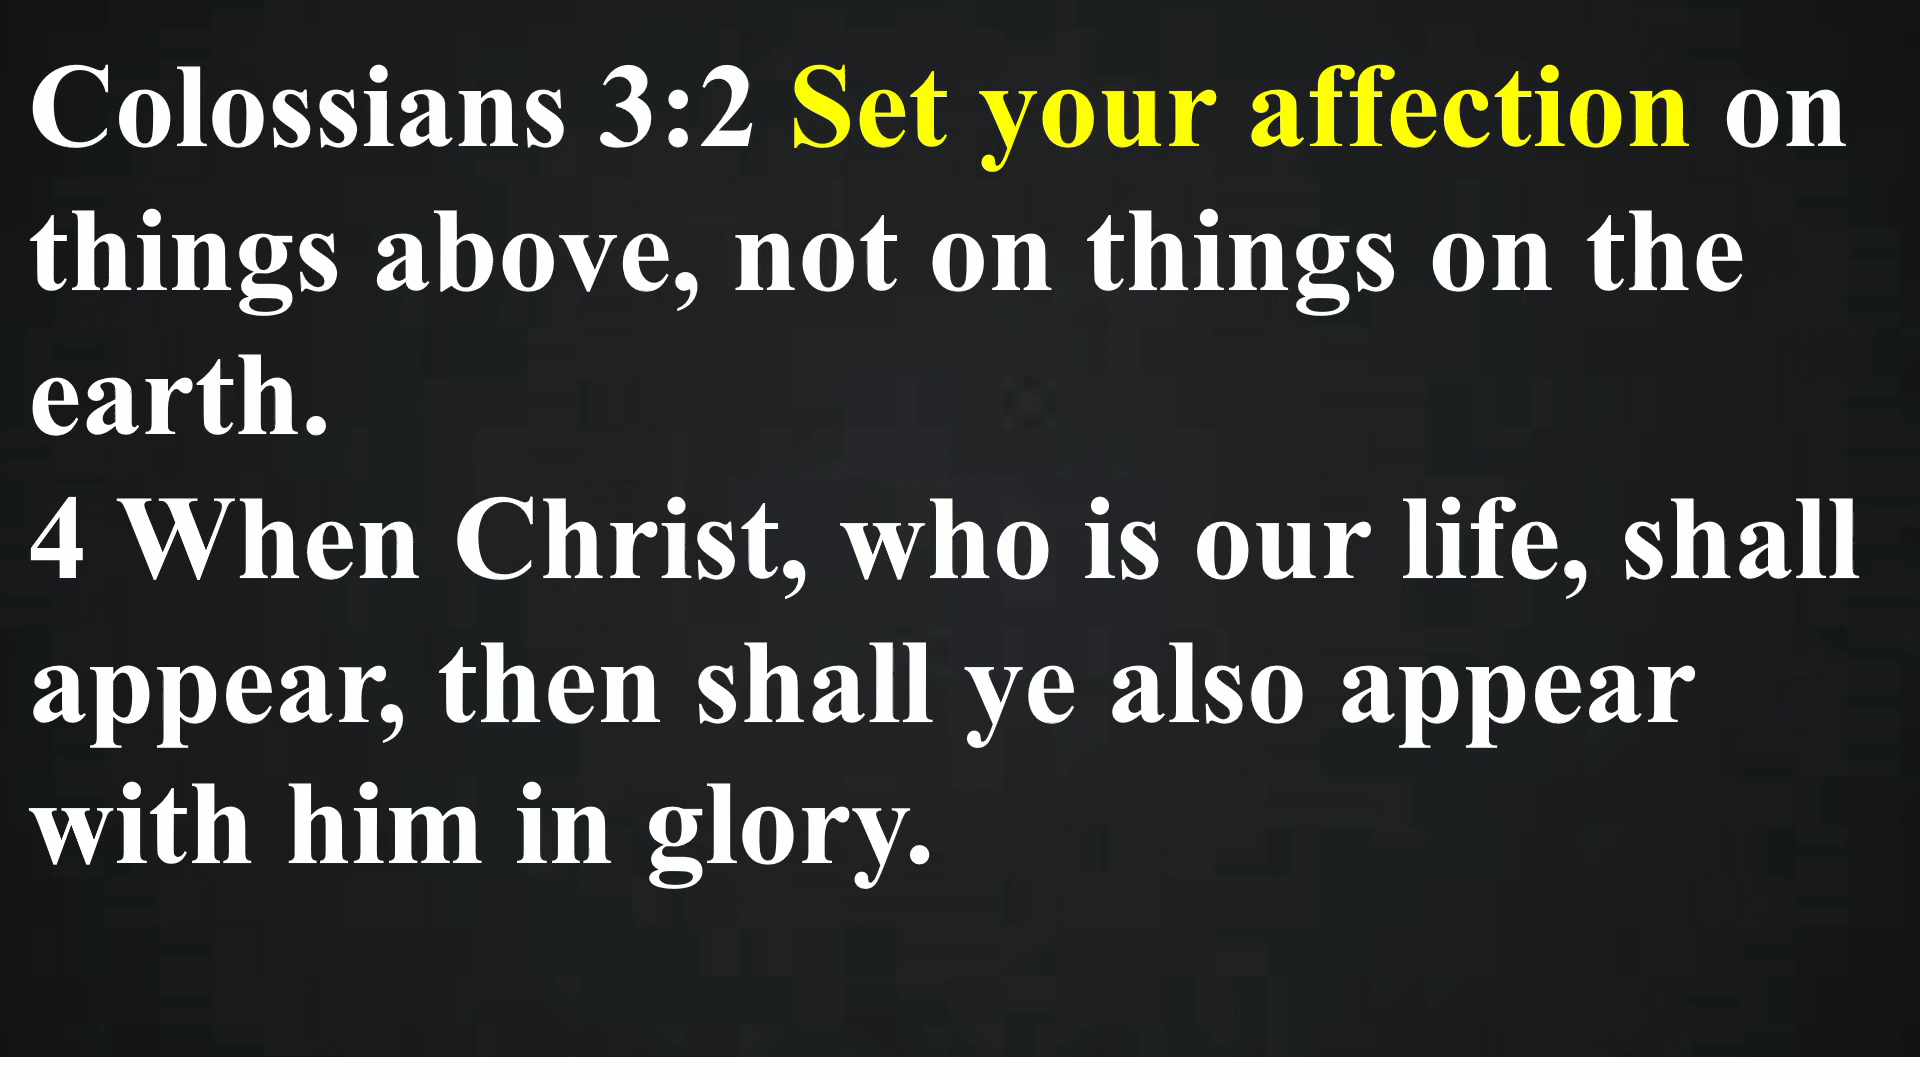 Colossians 3:2 Set your affection on
things above, not on things on the
earth.
4 When Christ, who is our life, shall
appear, then shall ye also appear
with him in glory.